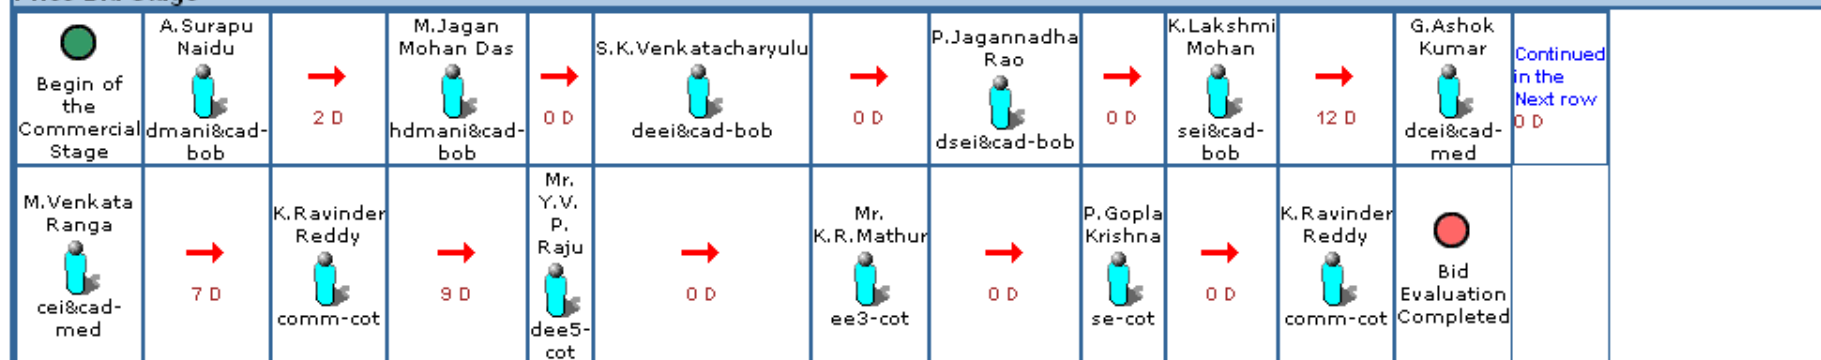 Begin of
the
Commercial
Stage
A.Surapu
Naidu
dmani&cad-
bob
2 D
M.Jagan
Mohan Das
hdmani&cad-
bob
0 D
S.K.Venkatacharyulu
deei&cad-bob
0 D
P.Jagannadha
Rao
dsei&cad-bob
0 D
K.Lakshmi
Mohan
sei&cad-
bob
12 D
G.Ashok
Kumar
dcei&cad-
med
Continued
in the
Next row
0 D
M.Venkata
Ranga
cei&cad-
med
7 D
K.Ravinder
Reddy
comm-cot
9 D
Mr.
Y.V.
P.
Raju
dee5-
cot
0 D
Mr.
K.R.Mathur
ee3-cot
0 D
P.Gopla
Krishna
se-cot
0 D
K.Ravinder
Reddy
comm-cot
Bid
Evaluation
Completed